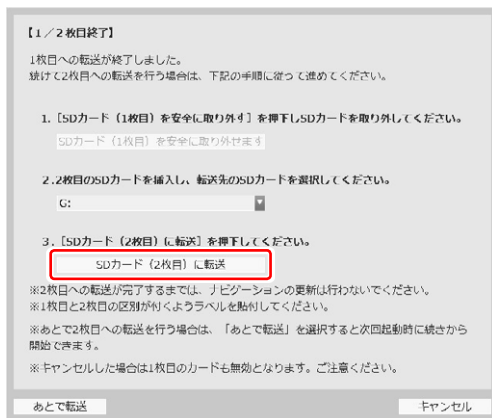 【1／2枚目終了】
1枚目への転送が終了しました。
続けて2枚目への転送を行う場合は、下記の手順に従って進めてください。
1.［SDカード（1枚目）を安全に取り外す］を押下しSDカードを取り外してください。
SDカード（1枚目）を安全に取り外せます
2.2枚目のSDカードを挿入し、転送先のSDカードを選択してください。
G:
3.［SDカード（2枚目）に転送］を押下してください。
SDカード（2枚目）に転送
※2枚目への転送が完了するまでは、ナビゲーションの更新は行わないでください。
※1枚目と2枚目の区別が付くようラベルを貼付してください。
※あとで2枚目への転送を行う場合は、「あとで転送」を選択すると次回起動時に続きから
開始できます。
※キャンセルした場合は1枚目のカードも無効となります。ご注意ください。
あとで転送
キャンセル